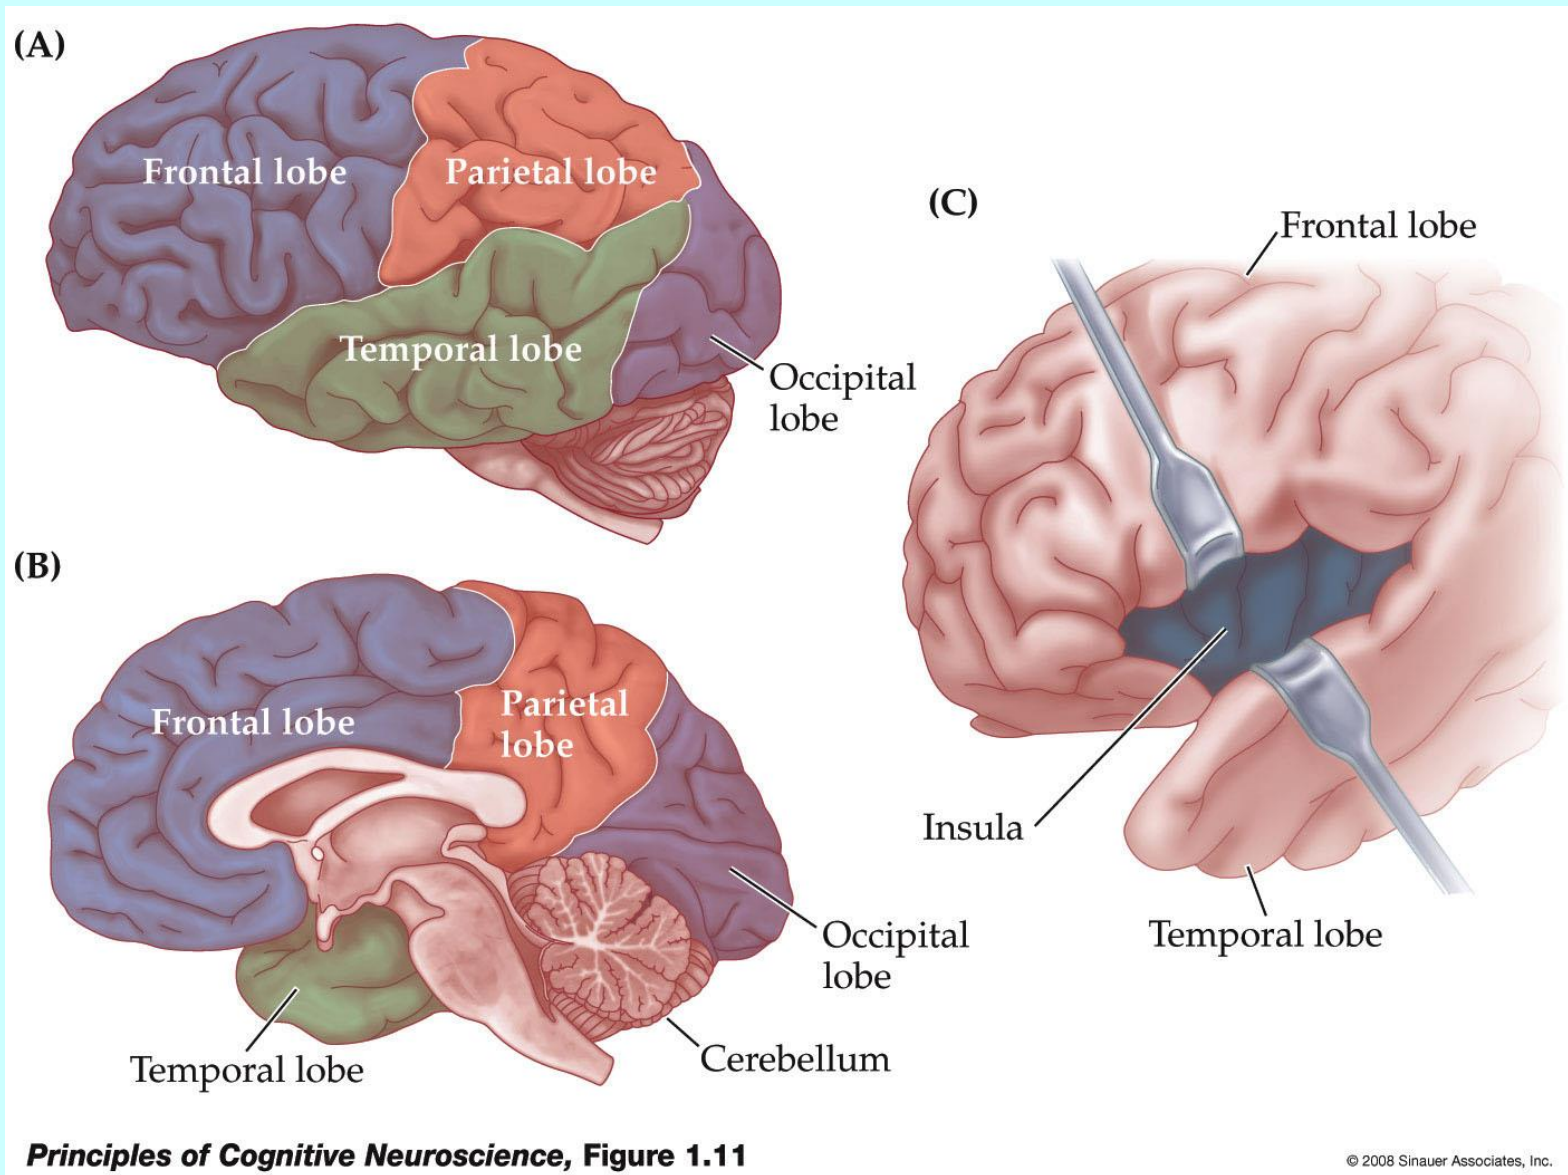 (A)
Frontal lobe
Parietal lobe
Temporal lobe
Occipital
lobe
(B)
Frontal lobe
Parietal
lobe
Occipital
lobe
Temporal lobe
Cerebellum
(C)
Frontal lobe
Insula
Temporal lobe
Principles of Cognitive Neuroscience, Figure 1.11
© 2008 Sinauer Associates, Inc.